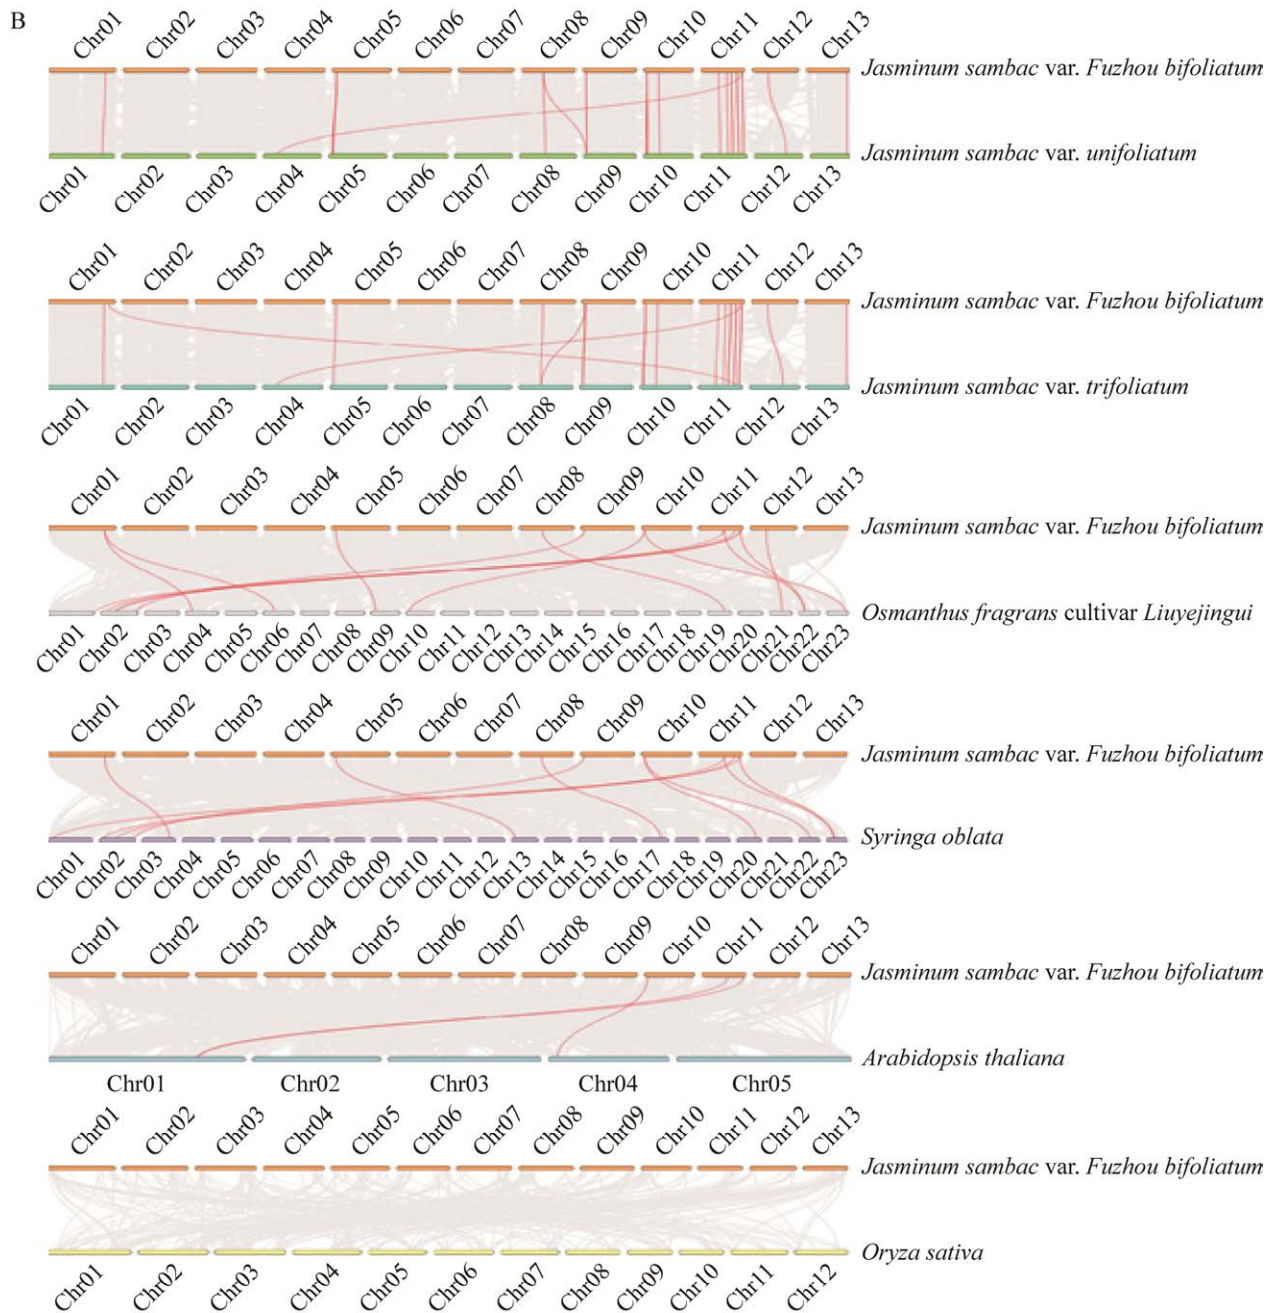 B
Chr01 Chr02 Chr03 Chr04 Chr05 Chr06 Chr07 Chr08 Chr09 Chr10 Chr11 Chr12 Chr13
Jasminum sambac var. Fuzhou bifoliatum
Jasminum sambac var. unifoliatum
Chr01 Chr02 Chr03 Chr04 Chr05 Chr06 Chr07 Chr08 Chr09 Chr10 Chr11 Chr12 Chr13
Chr01 Chr02 Chr03 Chr04 Chr05 Chr06 Chr07 Chr08 Chr09 Chr10 Chr11 Chr12 Chr13
Jasminum sambac var. Fuzhou bifoliatum
Jasminum sambac var. trifoliatum
Chr01 Chr02 Chr03 Chr04 Chr05 Chr06 Chr07 Chr08 Chr09 Chr10 Chr11 Chr12 Chr13
Chr01 Chr02 Chr03 Chr04 Chr05 Chr06 Chr07 Chr08 Chr09 Chr10 Chr11 Chr12 Chr13
Jasminum sambac var. Fuzhou bifoliatum
Osmanthus fragrans cultivar Liuyejingui
Chr01 Chr02 Chr03 Chr04 Chr05 Chr06 Chr07 Chr08 Chr09 Chr10 Chr11 Chr12 Chr13 Chr14 Chr15 Chr16 Chr17 Chr18 Chr19 Chr20 Chr21 Chr22 Chr23
Chr01 Chr02 Chr03 Chr04 Chr05 Chr06 Chr07 Chr08 Chr09 Chr10 Chr11 Chr12 Chr13
Jasminum sambac var. Fuzhou bifoliatum
Syringa oblata
Chr01 Chr02 Chr03 Chr04 Chr05 Chr06 Chr07 Chr08 Chr09 Chr10 Chr11 Chr12 Chr13 Chr14 Chr15 Chr16 Chr17 Chr18 Chr19 Chr20 Chr21 Chr22 Chr23
Chr01 Chr02 Chr03 Chr04 Chr05 Chr06 Chr07 Chr08 Chr09 Chr10 Chr11 Chr12 Chr13
Jasminum sambac var. Fuzhou bifoliatum
Arabidopsis thaliana
Chr01 Chr02 Chr03 Chr04 Chr05
Chr01 Chr02 Chr03 Chr04 Chr05 Chr06 Chr07 Chr08 Chr09 Chr10 Chr11 Chr12 Chr13
Jasminum sambac var. Fuzhou bifoliatum
Oryza sativa
Chr01 Chr02 Chr03 Chr04 Chr05 Chr06 Chr07 Chr08 Chr09 Chr10 Chr11 Chr12